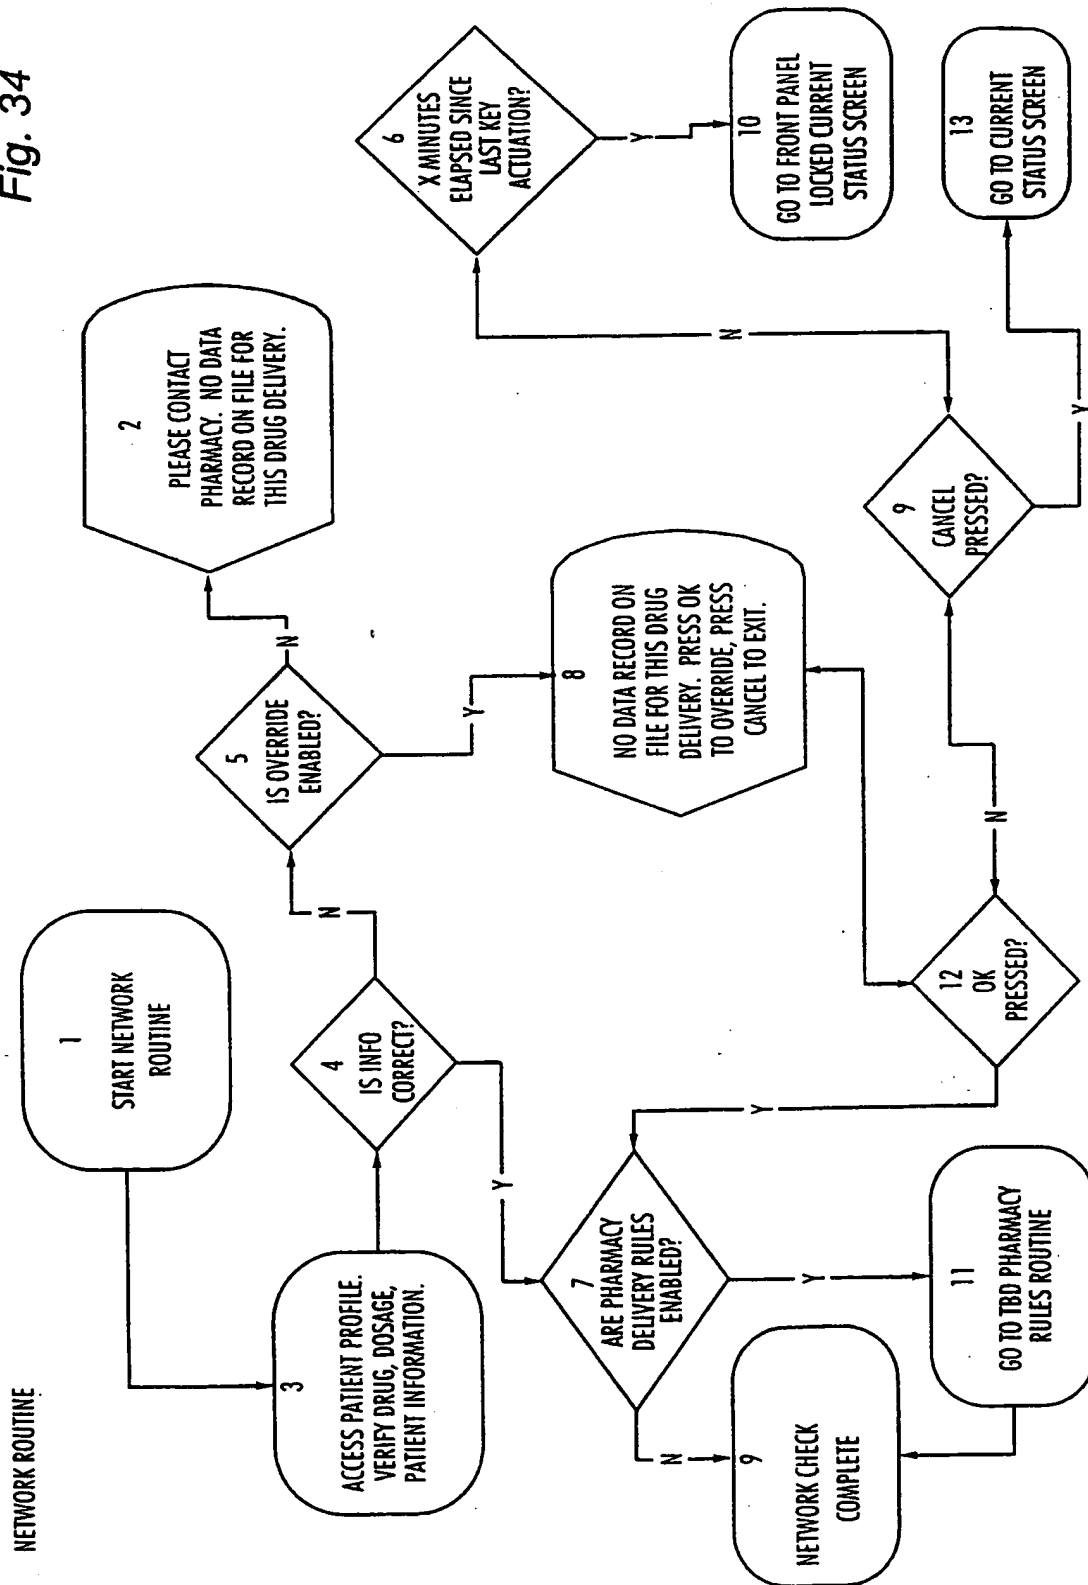 Fig. 34
NETWORK ROUTINE
1
START NETWORK
ROUTINE
2
PLEASE CONTACT
PHARMACY. NO DATA
RECORD ON FILE FOR
THIS DRUG DELIVERY.
3
ACCESS PATIENT PROFILE.
VERIFY DRUG, DOSAGE,
PATIENT INFORMATION.
4
IS INFO
CORRECT?
N
Y
5
IS OVERRIDE
ENABLED?
N
Y
6
X MINUTES
ELAPSED SINCE
LAST KEY
ACTUATION?
Y
7
ARE PHARMACY
DELIVERY RULES
ENABLED?
N
Y
8
NO DATA RECORD ON
FILE FOR THIS DRUG
DELIVERY. PRESS OK
TO OVERRIDE, PRESS
CANCEL TO EXIT.
9
NETWORK CHECK
COMPLETE
9
CANCEL
PRESSED?
N
Y
10
GO TO FRONT PANEL
LOCKED CURRENT
STATUS SCREEN
11
GO TO TBD PHARMACY
RULES ROUTINE
12
OK
PRESSED?
Y
N
13
GO TO CURRENT
STATUS SCREEN